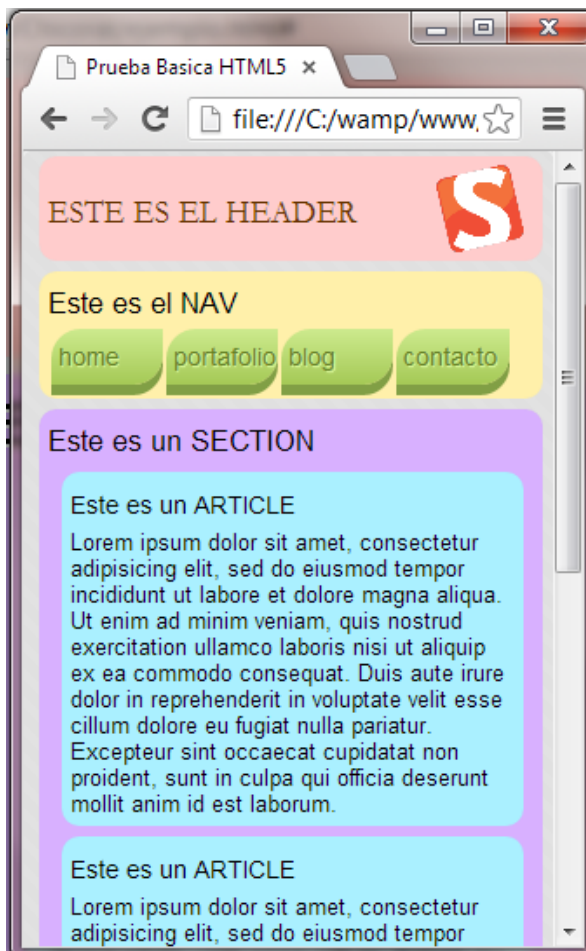 Prueba Basica HTML5
file:///C:/wamp/www,
ESTE ES EL HEADER
S
Este es el NAV
home portafolio blog contacto
Este es un SECTION
Este es un ARTICLE
Lorem ipsum dolor sit amet, consectetur
adipisicing elit, sed do eiusmod tempor
incididunt ut labore et dolore magna aliqua.
Ut enim ad minim veniam, quis nostrud
exercitation ullamco laboris nisi ut aliquip
ex ea commodo consequat. Duis aute irure
dolor in reprehenderit in voluptate velit esse
cillum dolore eu fugiat nulla pariatur.
Excepteur sint occaecat cupidatat non
proident, sunt in culpa qui officia deserunt
mollit anim id est laborum.
Este es un ARTICLE
Lorem ipsum dolor sit amet, consectetur
adipisicing elit, sed do eiusmod tempor